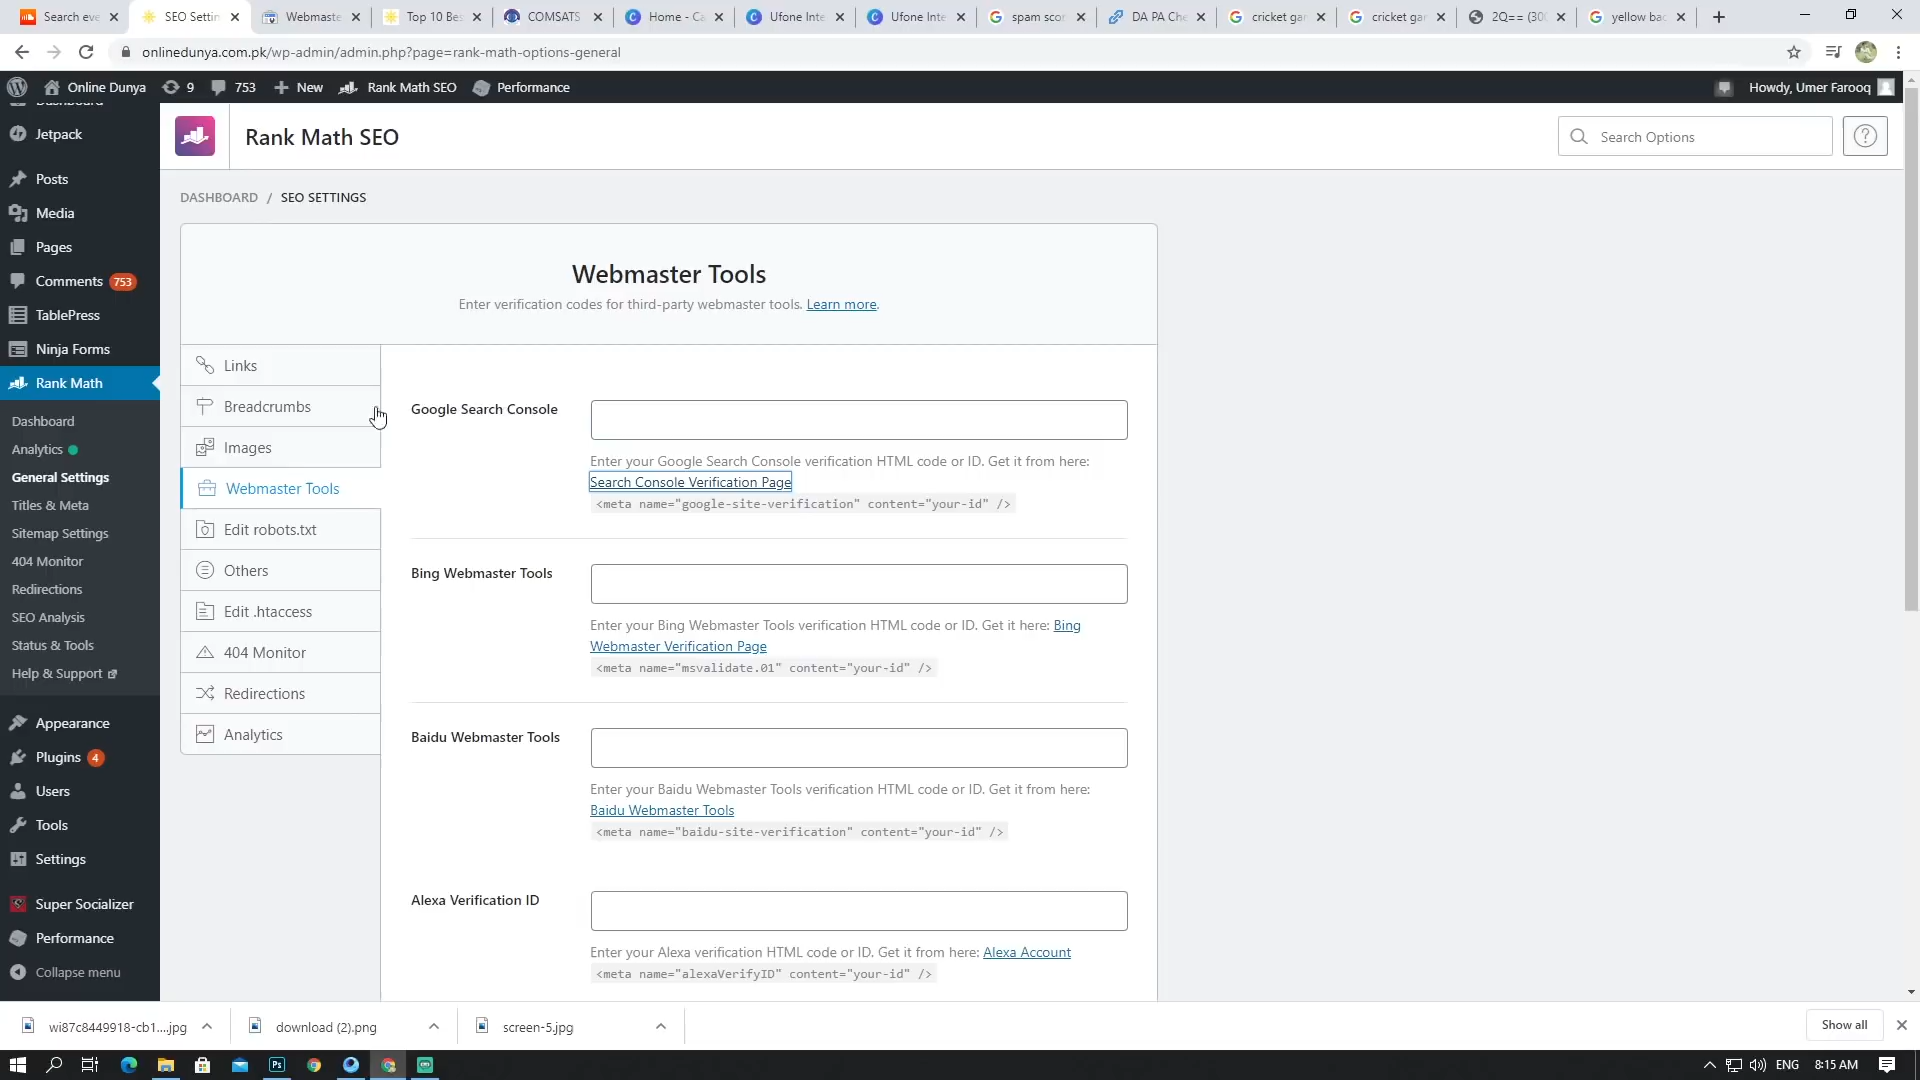 Search eve
SEO Settin
Webmaste
Top 10 Bes
COMSATS
Home - Ca
Ufone Inte
Ufone Inte
spam scor
DA PA Che
cricket gar
cricket gar
2Q== (300
yellow bac
onlinedunya.com.pk/wp-admin/admin.php?page=rank-math-options-general
Online Dunya 9 753 New Rank Math SEO Performance
Howdy, Umer Farooq
Dashboard
Jetpack
Posts
Media
Pages
Comments 753
TablePress
Ninja Forms
Rank Math
Dashboard
Analytics
General Settings
Titles & Meta
Sitemap Settings
404 Monitor
Redirections
SEO Analysis
Status & Tools
Help & Support
Appearance
Plugins 4
Users
Tools
Settings
Super Socializer
Performance
Collapse menu
Rank Math SEO
Search Options
?
DASHBOARD / SEO SETTINGS
Webmaster Tools
Enter verification codes for third-party webmaster tools. Learn more.
Links
Breadcrumbs
Images
Webmaster Tools
Edit robots.txt
Others
Edit .htaccess
404 Monitor
Redirections
Analytics
Google Search Console
Enter your Google Search Console verification HTML code or ID. Get it from here:
Search Console Verification Page
<meta name="google-site-verification" content="your-id" />
Bing Webmaster Tools
Enter your Bing Webmaster Tools verification HTML code or ID. Get it here: Bing
Webmaster Verification Page
<meta name="msvalidate.01" content="your-id" />
Baidu Webmaster Tools
Enter your Baidu Webmaster Tools verification HTML code or ID. Get it from here:
Baidu Webmaster Tools
<meta name="baidu-site-verification" content="your-id" />
Alexa Verification ID
Enter your Alexa verification HTML code or ID. Get it from here: Alexa Account
<meta name="alexaVerifyID" content="your-id" />
wi87c8449918-cb1....jpg
download (2).png
screen-5.jpg
Show all
Ps
ENG
8:15 AM